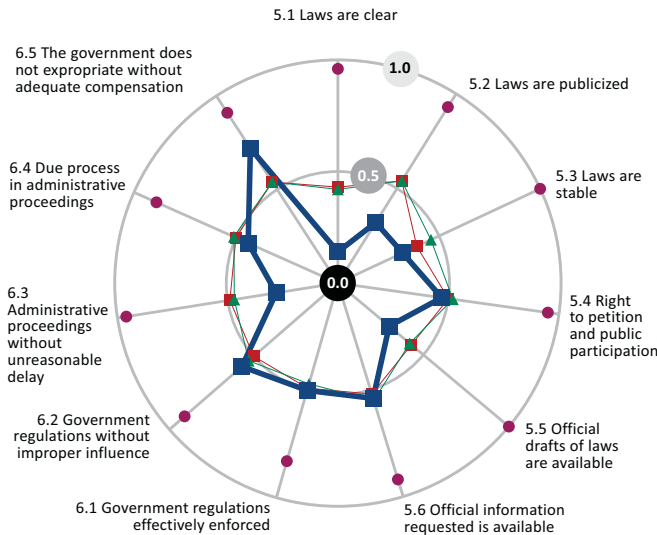 5.1 Laws are clear
1.0
5.2 Laws are publicized
5.3 Laws are
stable
5.4 Right
to petition
and public
participation
5.5 Official
drafts of laws
are available
5.6 Official information
requested is available
6.1 Government regulations
effectively enforced
6.2 Government
regulations without
improper influence
6.3
Administrative
proceedings
without
unreasonable
delay
6.4 Due process
in administrative
proceedings
6.5 The government does
not expropriate without
adequate compensation
0.5
0.0